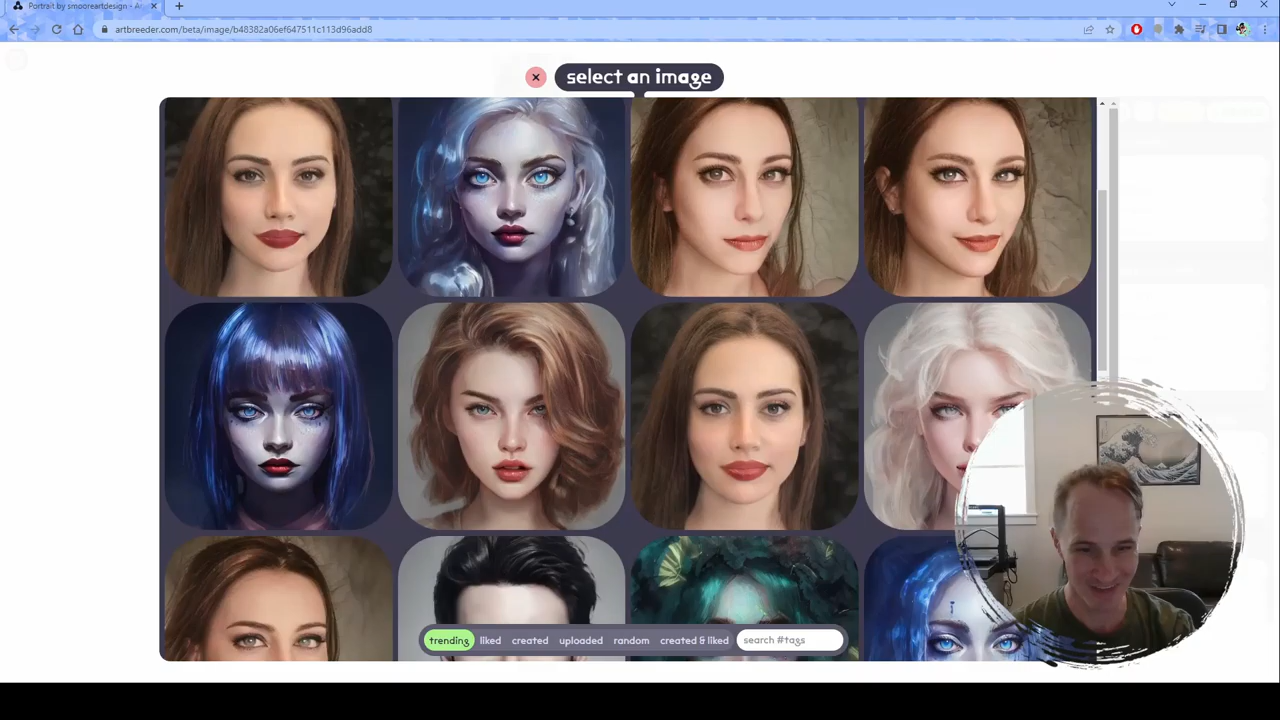 Portrait by smooreartdesign - Ar
artbreeder.com/beta/image/b48382a06ef647511c113d96add8
select an image
trending liked created uploaded random created & liked search #tags